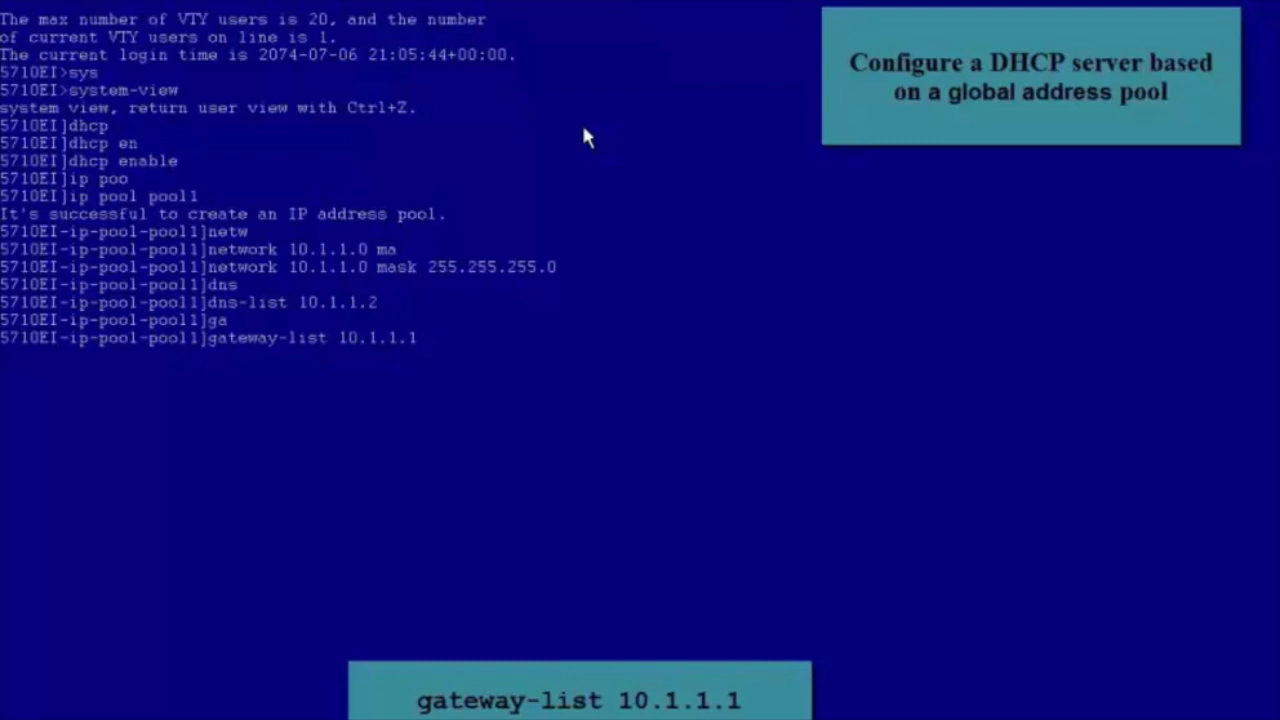 The max number of VTY users is 20, and the number
of current VTY users on line is 1.
The current login time is 2074-07-06 21:05:44+00:00.
5710EI>sys
5710EI>system-view
system view, return user view with Ctrl+Z.
5710EI]dhcp
5710EI]dhcp en
5710EI]dhcp enable
5710EI]ip poo
5710EI]ip pool pool1
It's successful to create an IP address pool.
5710EI-ip-pool-pool1]netw
5710EI-ip-pool-pool1]network 10.1.1.0 ma
5710EI-ip-pool-pool1]network 10.1.1.0 mask 255.255.255.0
5710EI-ip-pool-pool1]dns
5710EI-ip-pool-pool1]dns-list 10.1.1.2
5710EI-ip-pool-pool1]ga
5710EI-ip-pool-pool1]gateway-list 10.1.1.1
Configure a DHCP server based
on a global address pool
gateway-list 10.1.1.1